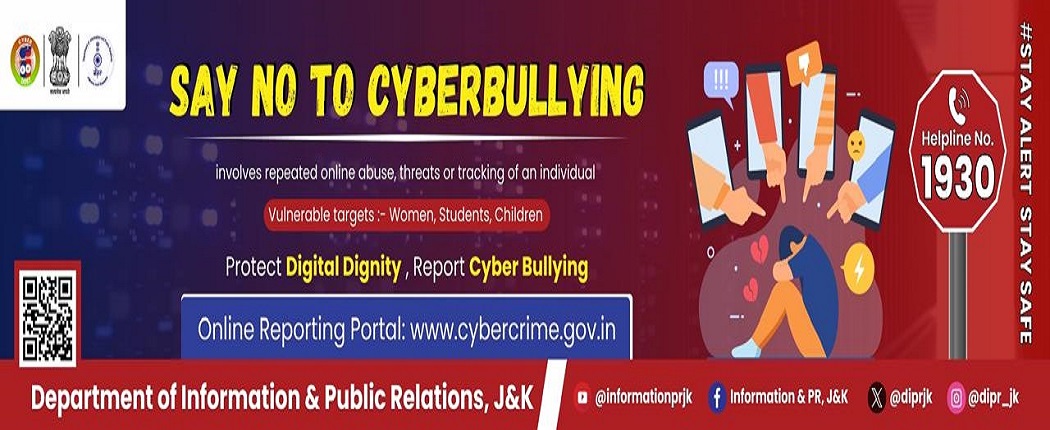 SAY NO TO CYBERBULLYING
involves repeated online abuse, threats or tracking of an individual
Vulnerable targets :- Women, Students, Children
Protect Digital Dignity , Report Cyber Bullying
Online Reporting Portal: www.cybercrime.gov.in
!!!
Helpline No.
1930
#STAY ALERT STAY SAFE
Department of Information & Public Relations, J&K
@informationprjk
Information & PR, J&K
@diprjk
@dipr_jk